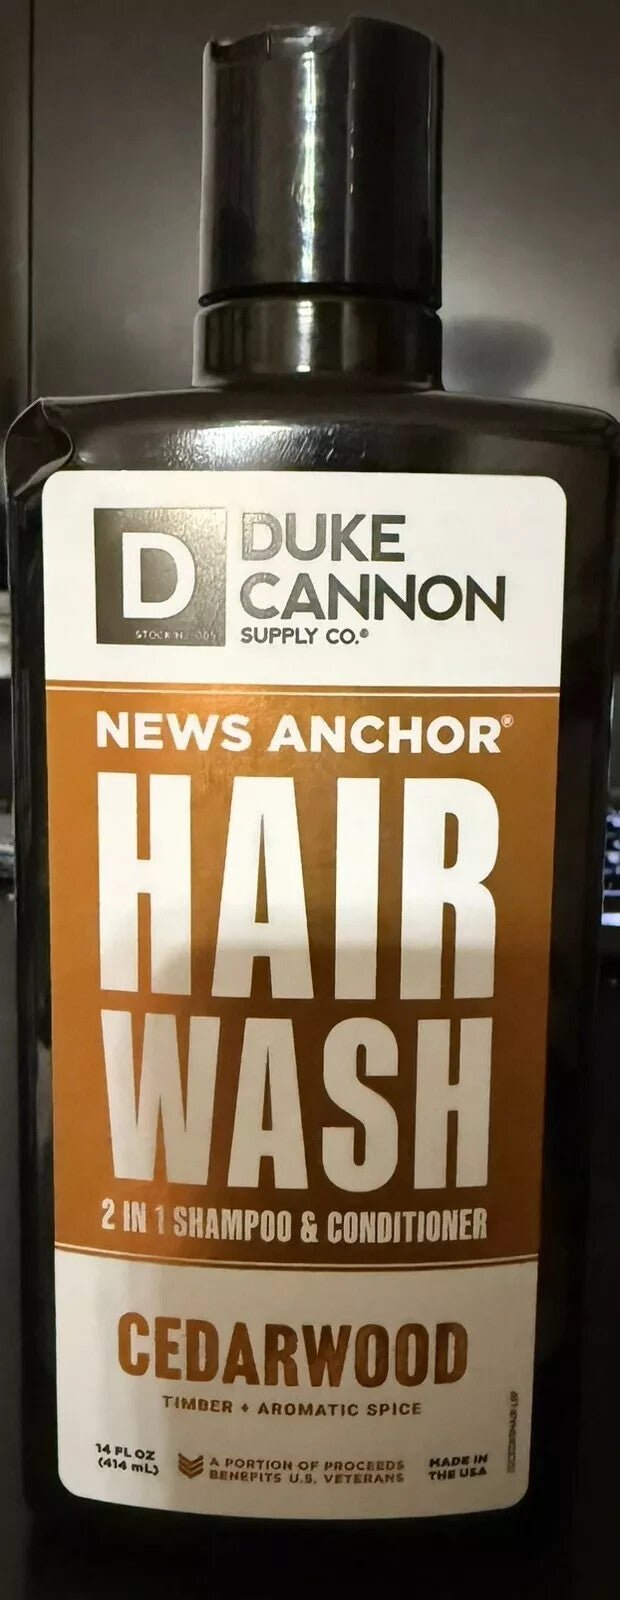 D
DUKE
CANNON
SUPPLY CO.®
NEWS ANCHOR®
HAIR
WASH
2 IN 1 SHAMPOO & CONDITIONER
CEDARWOOD
TIMBER + AROMATIC SPICE
14 FL OZ
(414 mL)
A PORTION OF PROCEEDS
BENEFITS U.S. VETERANS
MADE IN
THE USA